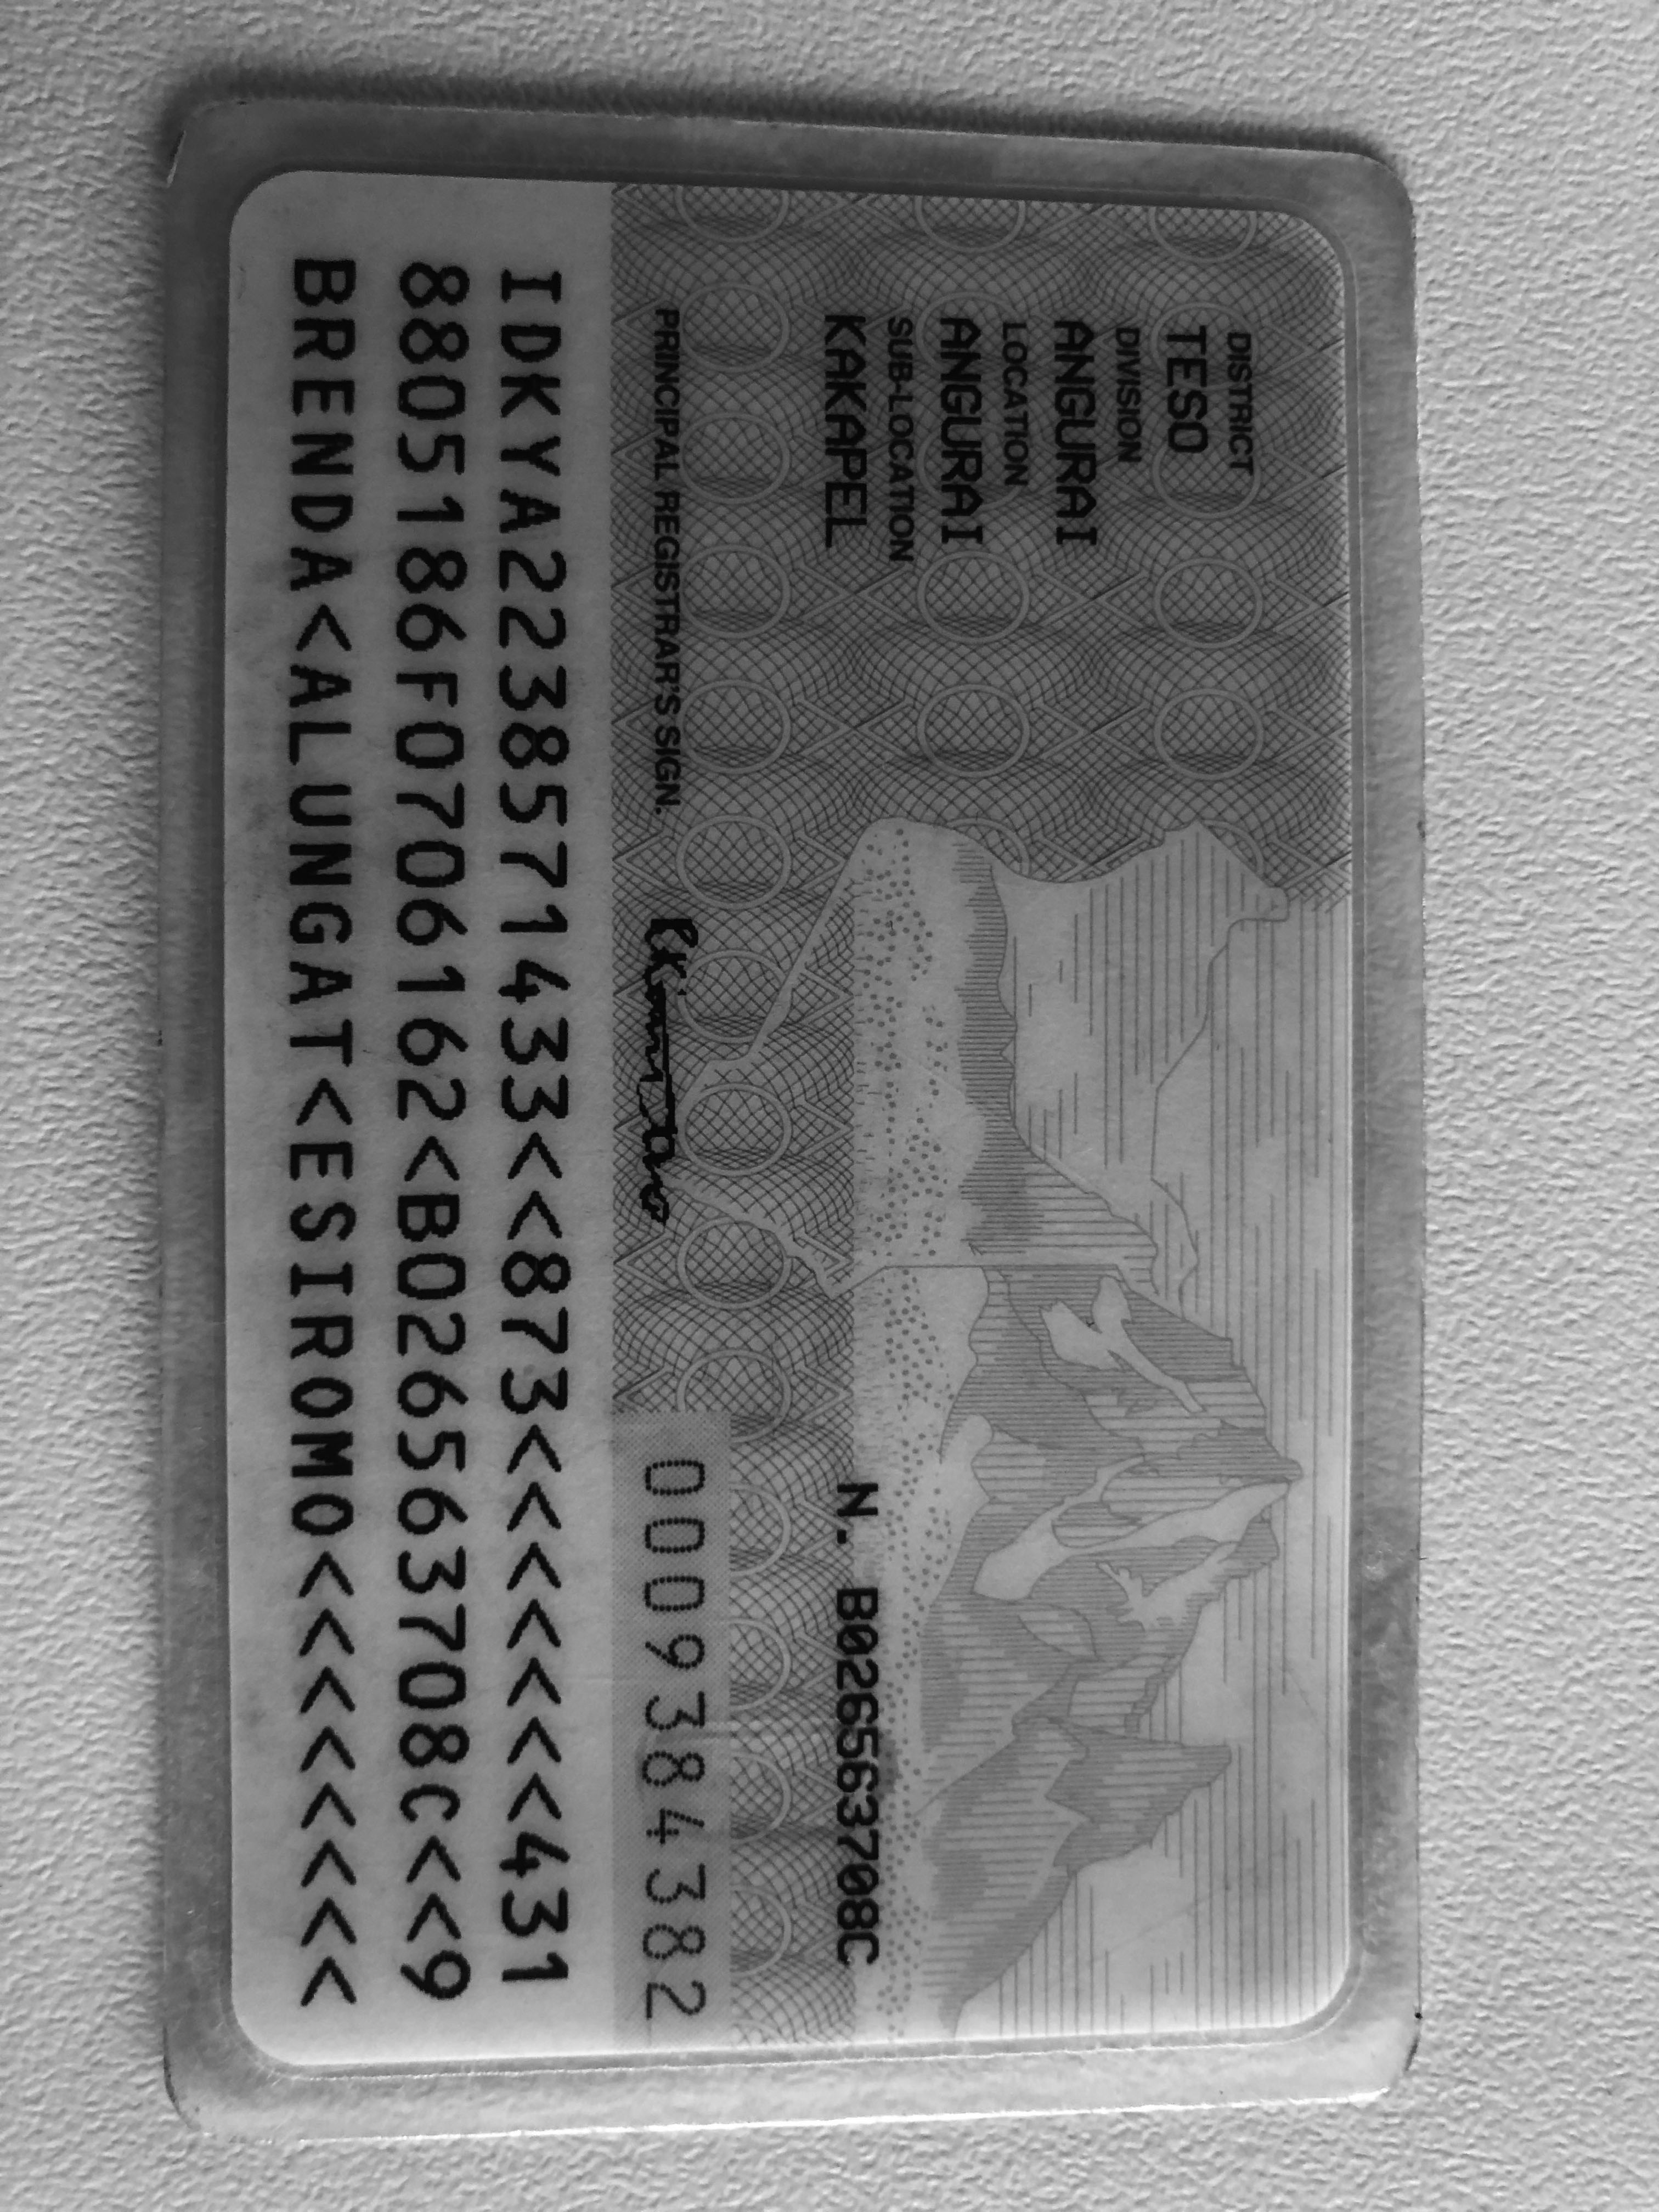 DISTRICT
TESO
DIVISION
ANGURAI
LOCATION
ANGURAI
SUB-LOCATION
KAKAPEL
N. B026563708C
PRINCIPAL REGISTRAR'S SIGN.
0009384382
IDKYA2238571433<<873<<<<<<<431
8805186F0706162<B026563708C<<9
BRENDA<ALUNGAT<ESIROMO<<<<<<<<